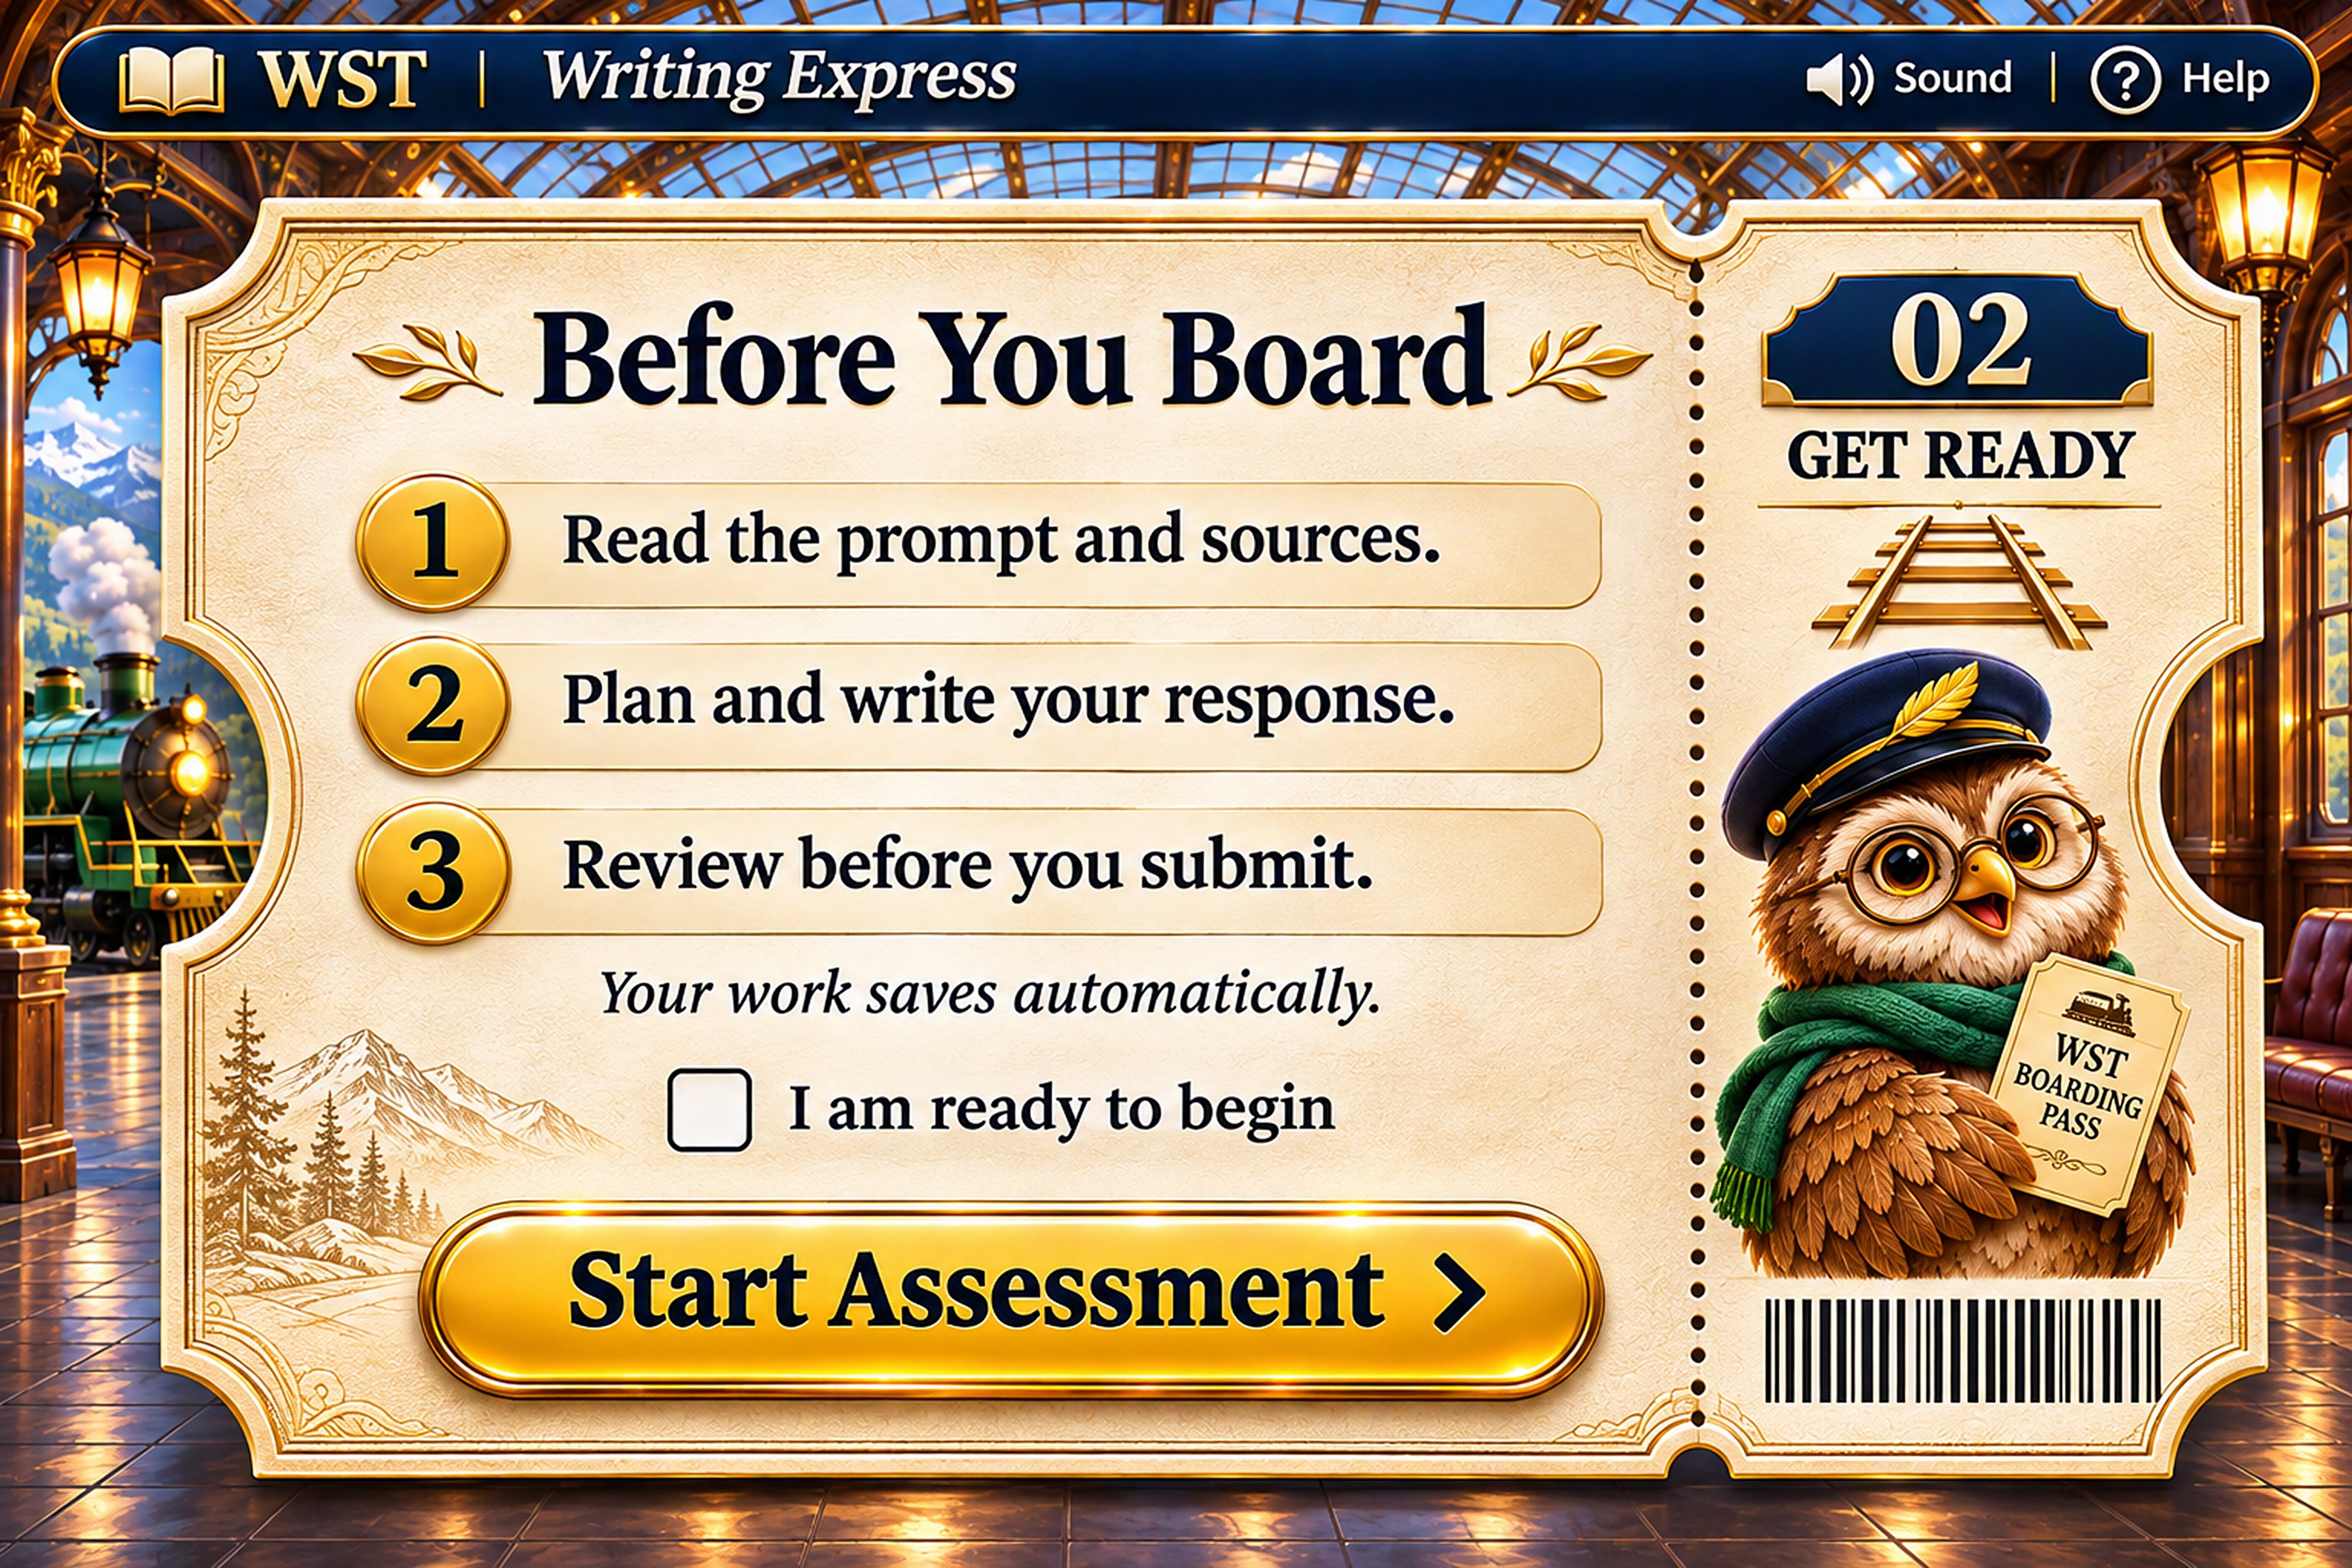 WST | Writing Express
Sound | ? Help
Before You Board
02
GET READY
1 Read the prompt and sources.
2 Plan and write your response.
3 Review before you submit.
Your work saves automatically.
I am ready to begin
Start Assessment >
WST
BOARDING
PASS